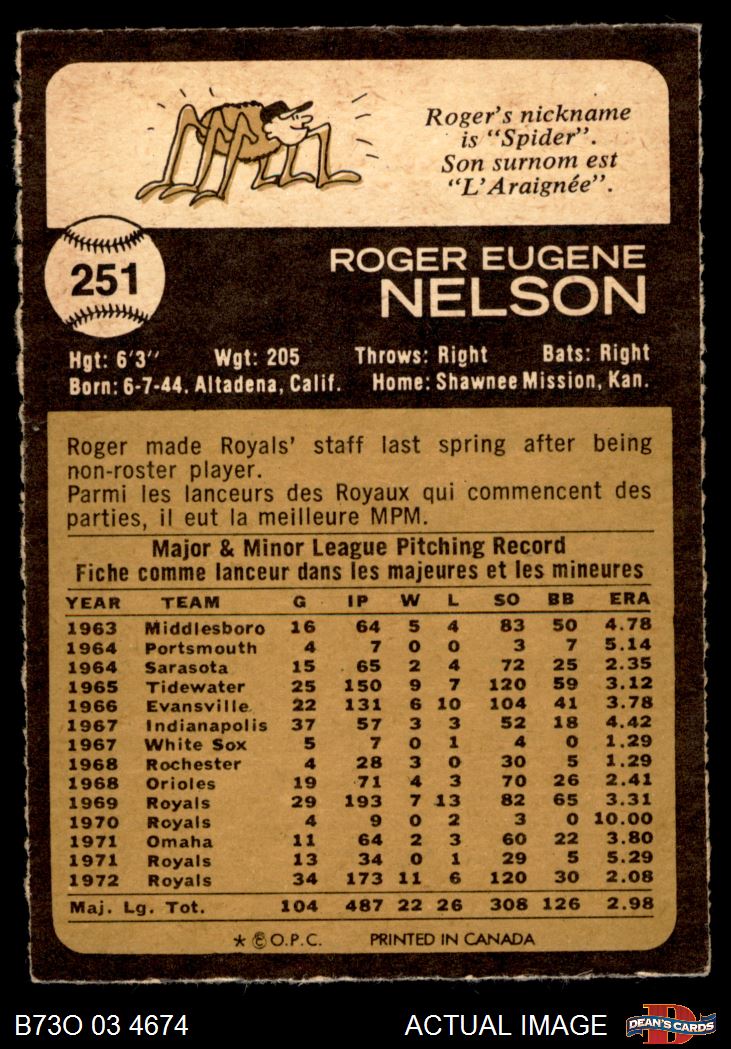 Roger's nickname
is "Spider".
Son surnom est
"L'Araignée".
251
ROGER EUGENE
NELSON
Hgt: 6'3" Wgt: 205 Throws: Right Bats: Right
Born: 6-7-44, Altadena, Calif. Home: Shawnee Mission, Kan.
Roger made Royals' staff last spring after being
non-roster player.
Parmi les lanceurs des Royaux qui commencent des
parties, il eut la meilleure MPM.
Major & Minor League Pitching Record
Fiche comme lanceur dans les majeures et les mineures
YEAR TEAM G IP W L SO BB ERA
1963 Middlesboro 16 64 5 4 83 50 4.78
1964 Portsmouth 4 7 0 0 3 7 5.14
1964 Sarasota 15 65 2 4 72 25 2.35
1965 Tidewater 25 150 9 7 120 59 3.12
1966 Evansville 22 131 6 10 104 41 3.78
1967 Indianapolis 37 57 3 3 52 18 4.42
1967 White Sox 5 7 0 1 4 0 1.29
1968 Rochester 4 28 3 0 30 5 1.29
1968 Orioles 19 71 4 3 70 26 2.41
1969 Royals 29 193 7 13 82 65 3.31
1970 Royals 4 9 0 2 3 0 10.00
1971 Omaha 11 64 2 3 60 22 3.80
1971 Royals 13 34 0 1 29 5 5.29
1972 Royals 34 173 11 6 120 30 2.08
Maj. Lg. Tot. 104 487 22 26 308 126 2.98
* © O.P.C. PRINTED IN CANADA
B73O 03 4674 ACTUAL IMAGE D DEAN'S CARDS